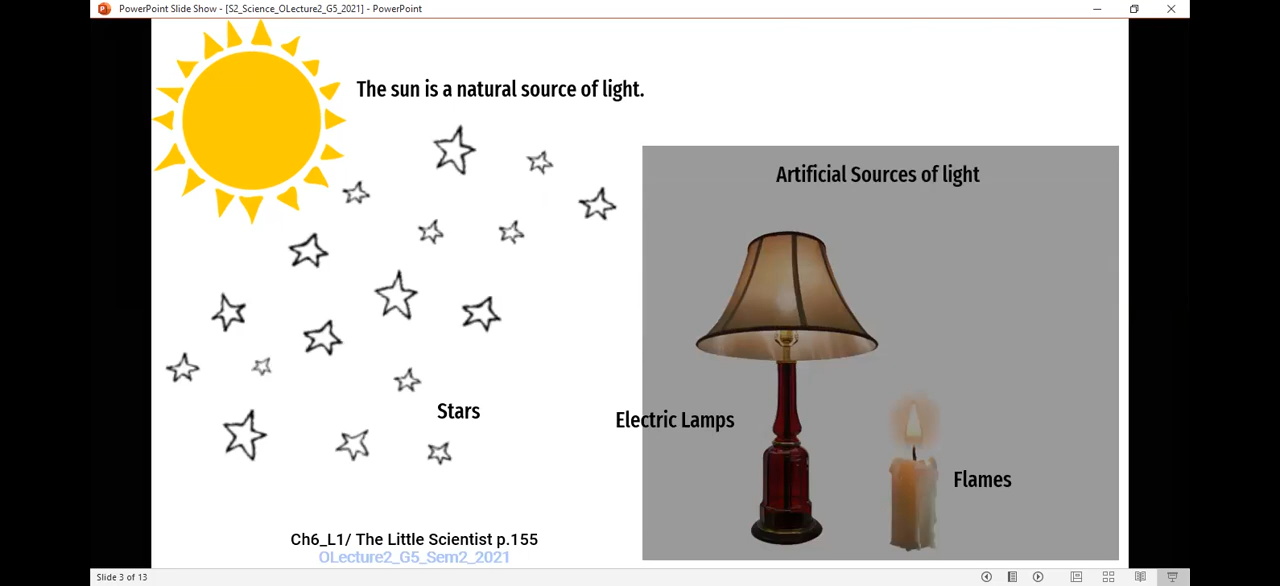 PowerPoint Slide Show - [S2_Science_OLecture2_G5_2021] - PowerPoint
The sun is a natural source of light.
Artificial Sources of light
Stars
Electric Lamps
Flames
Ch6_L1/ The Little Scientist p.155
OLecture2_G5_Sem2_2021
Slide 3 of 13